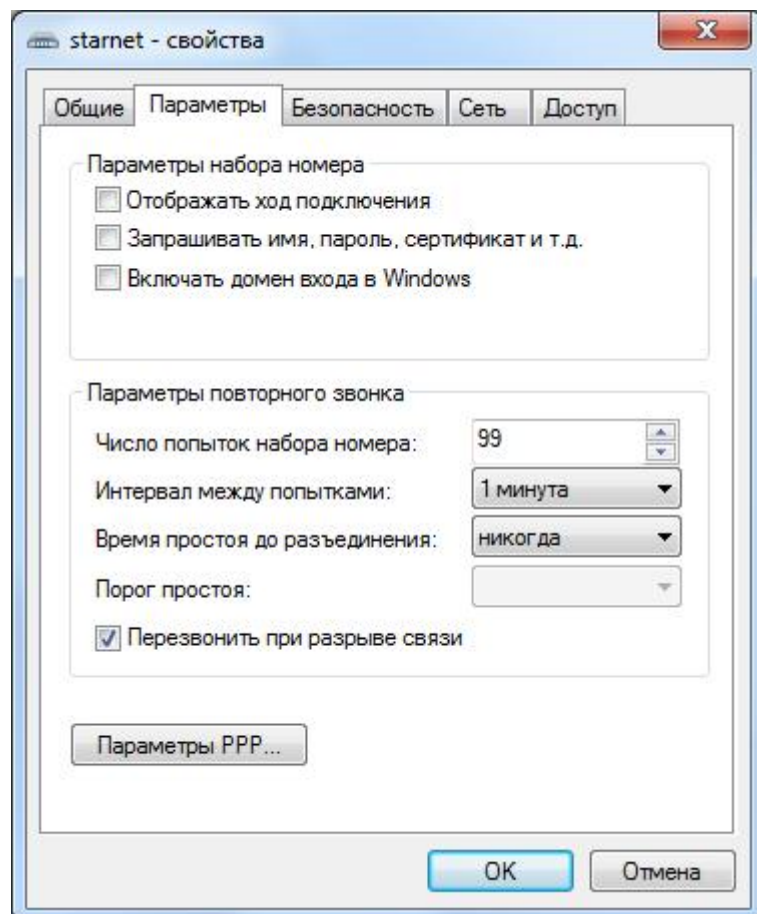 starnet - свойства
Общие Параметры Безопасность Сеть Доступ
Параметры набора номера
Отображать ход подключения
Запрашивать имя, пароль, сертификат и т.д.
Включать домен входа в Windows
Параметры повторного звонка
Число попыток набора номера: 99
Интервал между попытками: 1 минута
Время простоя до разъединения: никогда
Порог простоя:
Перезвонить при разрыве связи
Параметры PPP...
OK Отмена